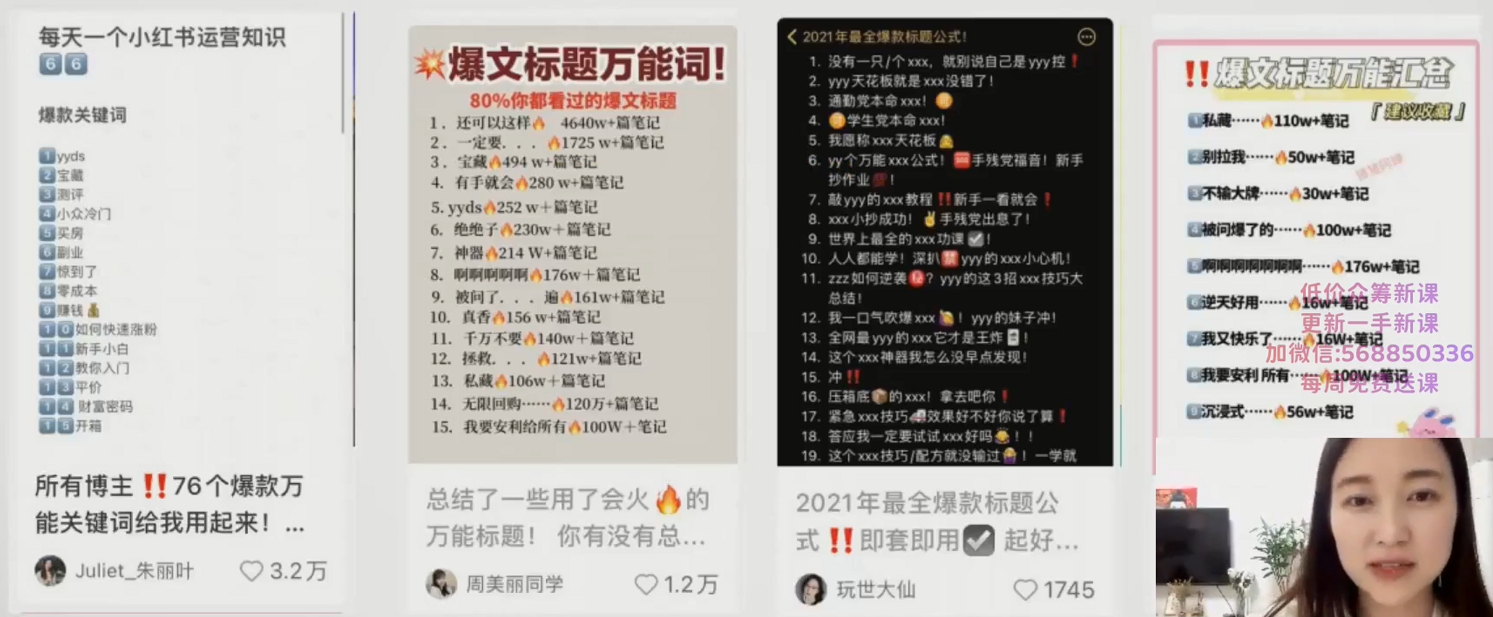 每天一个小红书运营知识
66
爆款关键词
1yyds
2宝藏
3测评
4小众冷门
5买房
6副业
7惊到了
8零成本
9赚钱💰
10如何快速涨粉
11新手小白
12教你入门
13平价
14财富密码
15开箱
所有博主‼️76个爆款万
能关键词给我用起来！...
Juliet_朱丽叶 3.2万
💥爆文标题万能词!
80%你都看过的爆文标题
1. 还可以这样🔥 4640w+篇笔记
2. 一定要...🔥1725 w+篇笔记
3. 宝藏🔥494 w+篇笔记
4. 有手就会🔥280 w+篇笔记
5. yyds🔥252 w+篇笔记
6. 绝绝子🔥230w+篇笔记
7. 神器🔥214 W+篇笔记
8. 啊啊啊啊啊🔥176w+篇笔记
9. 被问了...遍🔥161w+篇笔记
10. 真香🔥156 w+篇笔记
11. 千万不要🔥140w+篇笔记
12. 拯救...🔥121w+篇笔记
13. 私藏🔥106w+篇笔记
14. 无限回购……🔥120万+篇笔记
15. 我要安利给所有🔥100W+笔记
总结了一些用了会火🔥的
万能标题！ 你有没有总...
周美丽同学 1.2万
2021年最全爆款标题公式!
1. 没有一只/个xxx，就别说自己是yyy控❗
2. yyy天花板就是xxx没错了!
3. 通勤党本命xxx!
4. 学生党本命xxx!
5. 我愿称xxx天花板
6. yy个万能xxx公式! 手残党福音! 新手
抄作业💯!
7. 敲yyy的xxx教程‼️新手一看就会❗
8. xxx小抄成功! ✌手残党出息了!
9. 世界上最全的xxx功课☑!
10. 人人都能学! 深扒㊙yyy的xxx小心机!
11. zzz如何逆袭㊙? yyy的这3招xxx技巧大
总结!
12. 我一口气吹爆xxx! yyy的妹子冲!
13. 全网最yyy的xxx它才是王炸🃏!
14. 这个xxx神器我怎么没早点发现!
15. 冲‼️
16. 压箱底📦的xxx! 拿去吧你❗
17. 紧急xxx技巧🚑效果好不好你说了算❗
18. 答应我一定要试试xxx好吗!!
19. 这个xxx技巧/配方就没输过! 一学就
2021年最全爆款标题公
式‼️即套即用☑️ 起好...
玩世大仙 1745
‼️爆文标题万能汇总
「建议收藏」
1私藏……🔥110w+笔记
2别拉我……🔥50w+笔记
3不输大牌……🔥30w+笔记
4被问爆了的……🔥100w+笔记
5啊啊啊啊啊啊啊……🔥176w+笔记
6逆天好用……🔥16w+笔记
7我又快乐了……🔥16W+笔记
8我要安利 所有……🔥100W+笔记
9沉浸式……🔥56w+笔记
低价众筹新课
更新一手新课
加微信:568850336
每周免费送课